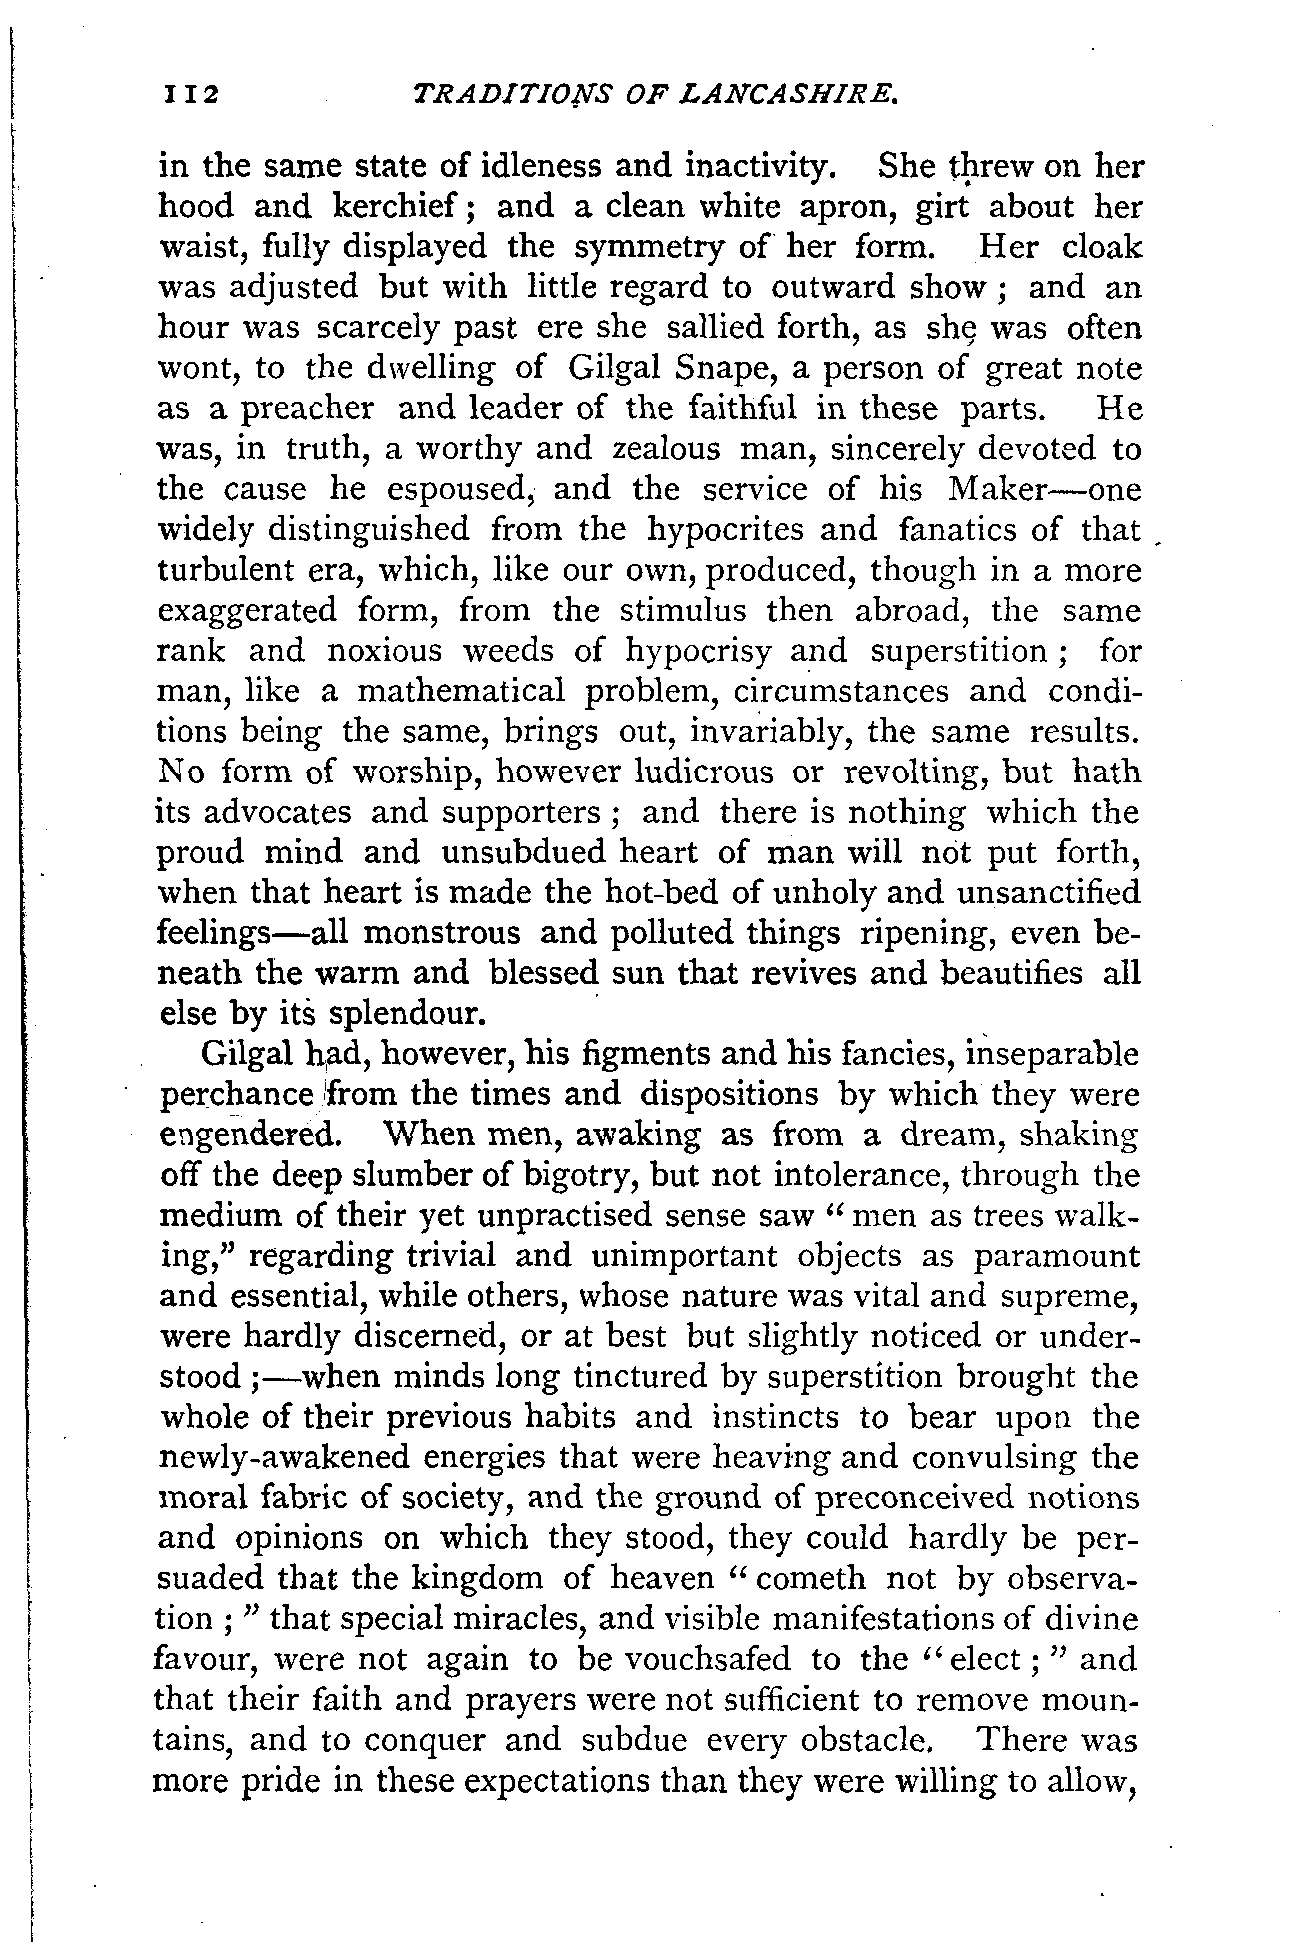 112 TRADITIONS OF LANCASHIRE.
in the same state of idleness and inactivity. She threw on her
hood and kerchief ; and a clean white apron, girt about her
waist, fully displayed the symmetry of her form. Her cloak
was adjusted but with little regard to outward show ; and an
hour was scarcely past ere she sallied forth, as she was often
wont, to the dwelling of Gilgal Snape, a person of great note
as a preacher and leader of the faithful in these parts. He
was, in truth, a worthy and zealous man, sincerely devoted to
the cause he espoused, and the service of his Maker—one
widely distinguished from the hypocrites and fanatics of that
turbulent era, which, like our own, produced, though in a more
exaggerated form, from the stimulus then abroad, the same
rank and noxious weeds of hypocrisy and superstition ; for
man, like a mathematical problem, circumstances and condi-
tions being the same, brings out, invariably, the same results.
No form of worship, however ludicrous or revolting, but hath
its advocates and supporters ; and there is nothing which the
proud mind and unsubdued heart of man will not put forth,
when that heart is made the hot-bed of unholy and unsanctified
feelings—all monstrous and polluted things ripening, even be-
neath the warm and blessed sun that revives and beautifies all
else by its splendour.
Gilgal had, however, his figments and his fancies, inseparable
perchance from the times and dispositions by which they were
engendered. When men, awaking as from a dream, shaking
off the deep slumber of bigotry, but not intolerance, through the
medium of their yet unpractised sense saw “ men as trees walk-
ing,” regarding trivial and unimportant objects as paramount
and essential, while others, whose nature was vital and supreme,
were hardly discerned, or at best but slightly noticed or under-
stood ;—when minds long tinctured by superstition brought the
whole of their previous habits and instincts to bear upon the
newly-awakened energies that were heaving and convulsing the
moral fabric of society, and the ground of preconceived notions
and opinions on which they stood, they could hardly be per-
suaded that the kingdom of heaven “ cometh not by observa-
tion ; ” that special miracles, and visible manifestations of divine
favour, were not again to be vouchsafed to the “ elect ; ” and
that their faith and prayers were not sufficient to remove moun-
tains, and to conquer and subdue every obstacle. There was
more pride in these expectations than they were willing to allow,